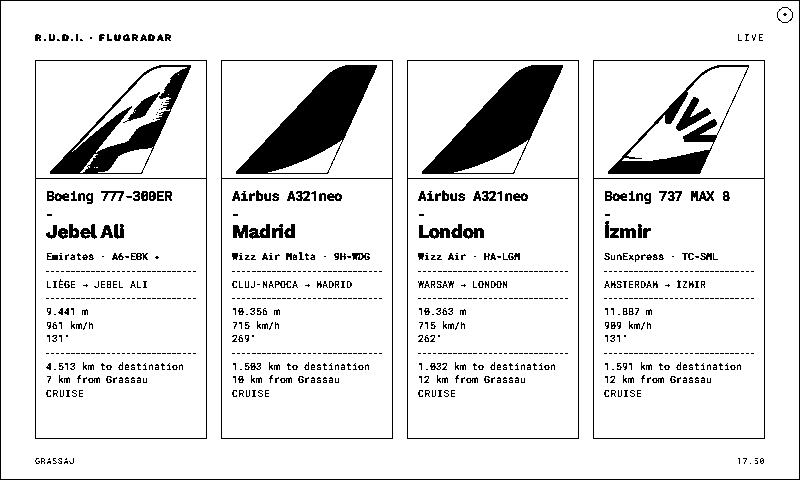 R.U.D.I. · FLUGRADAR
LIVE
Boeing 777-300ER
-
Jebel Ali
Emirates · A6-EBK
LIÈGE → JEBEL ALI
9.441 m
961 km/h
131°
4.513 km to destination
7 km from Grassau
CRUISE
Airbus A321neo
-
Madrid
Wizz Air Malta · 9H-WDG
CLUJ-NAPOCA → MADRID
10.356 m
715 km/h
269°
1.503 km to destination
10 km from Grassau
CRUISE
Airbus A321neo
-
London
Wizz Air · HA-LGM
WARSAW → LONDON
10.363 m
715 km/h
262°
1.032 km to destination
12 km from Grassau
CRUISE
Boeing 737 MAX 8
-
İzmir
SunExpress · TC-SML
AMSTERDAM → İZMİR
11.887 m
909 km/h
131°
1.591 km to destination
12 km from Grassau
CRUISE
GRASSAU
17.50